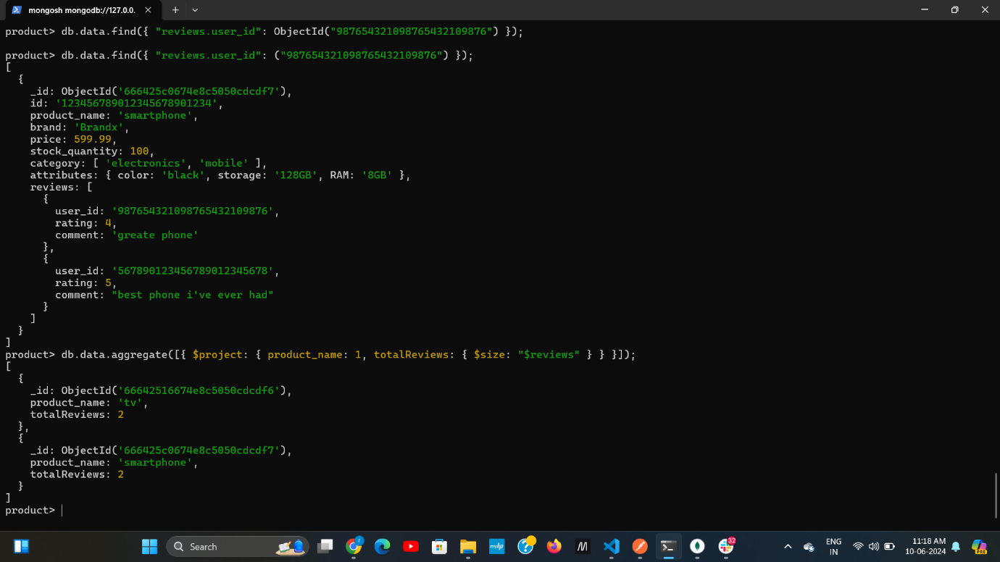 mongosh mongodb://127.0.0.
product> db.data.find({ "reviews.user_id": ObjectId("987654321098765432109876") });
product> db.data.find({ "reviews.user_id": ("987654321098765432109876") });
[
  {
    _id: ObjectId('666425c0674e8c5050cdcdf7'),
    id: '123456789012345678901234',
    product_name: 'smartphone',
    brand: 'Brandx',
    price: 599.99,
    stock_quantity: 100,
    category: [ 'electronics', 'mobile' ],
    attributes: { color: 'black', storage: '128GB', RAM: '8GB' },
    reviews: [
      {
        user_id: '987654321098765432109876',
        rating: 4,
        comment: 'greate phone'
      },
      {
        user_id: '567890123456789012345678',
        rating: 5,
        comment: "best phone i've ever had"
      }
    ]
  }
]
product> db.data.aggregate([{ $project: { product_name: 1, totalReviews: { $size: "$reviews" } } }]);
[
  {
    _id: ObjectId('66642516674e8c5050cdcdf6'),
    product_name: 'tv',
    totalReviews: 2
  },
  {
    _id: ObjectId('666425c0674e8c5050cdcdf7'),
    product_name: 'smartphone',
    totalReviews: 2
  }
]
product>
Search
32
ENG
IN
11:18 AM
10-06-2024
PRE